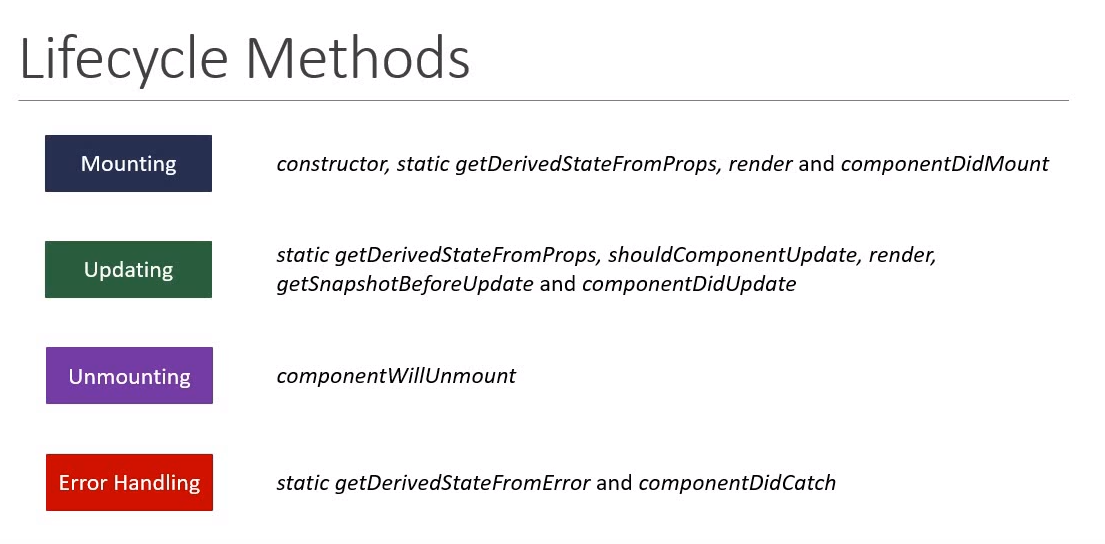 Lifecycle Methods
Mounting
constructor, static getDerivedStateFromProps, render and componentDidMount
Updating
static getDerivedStateFromProps, shouldComponentUpdate, render,
getSnapshotBeforeUpdate and componentDidUpdate
Unmounting
componentWillUnmount
Error Handling
static getDerivedStateFromError and componentDidCatch